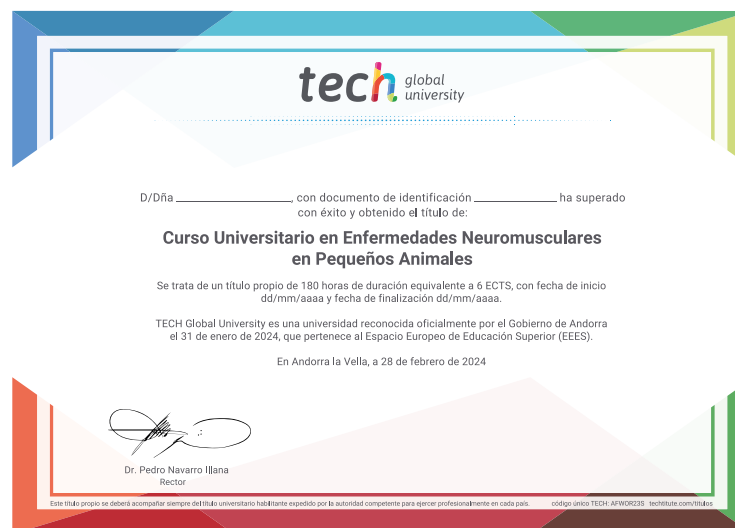 tech global university
D/Dña ____________________, con documento de identificación ______________ ha superado
con éxito y obtenido el título de:
Curso Universitario en Enfermedades Neuromusculares
en Pequeños Animales
Se trata de un título propio de 180 horas de duración equivalente a 6 ECTS, con fecha de inicio
dd/mm/aaaa y fecha de finalización dd/mm/aaaa.
TECH Global University es una universidad reconocida oficialmente por el Gobierno de Andorra
el 31 de enero de 2024, que pertenece al Espacio Europeo de Educación Superior (EEES).
En Andorra la Vella, a 28 de febrero de 2024
Dr. Pedro Navarro Illana
Rector
Este título propio se deberá acompañar siempre del título universitario habilitante expedido por la autoridad competente para ejercer profesionalmente en cada país. código único TECH: AFWOR23S techtitute.com/titulos